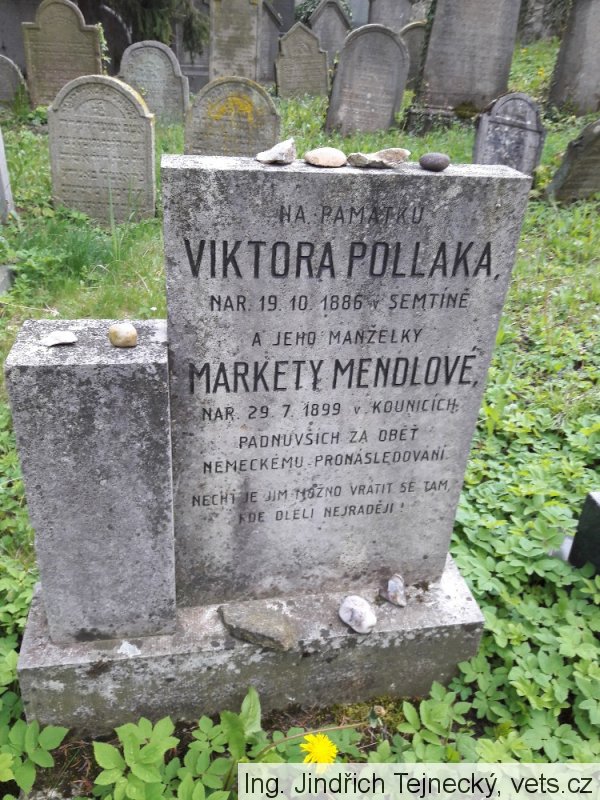 NA PAMÁTKU
VIKTORA POLLAKA,
NAR. 19. 10. 1886 v SEMTÍNĚ
A JEHO MANŽELKY
MARKETY MENDLOVÉ,
NAR. 29. 7. 1899 v KOUNICÍCH,
PADNUVŠÍCH ZA OBĚŤ
NĚMECKÉMU PRONÁSLEDOVÁNÍ.
NECHŤ JE JIM MOŽNO VRÁTIT SE TAM,
KDE DLELI NEJRADĚJI!
Ing. Jindřich Tejnecký, vets.cz